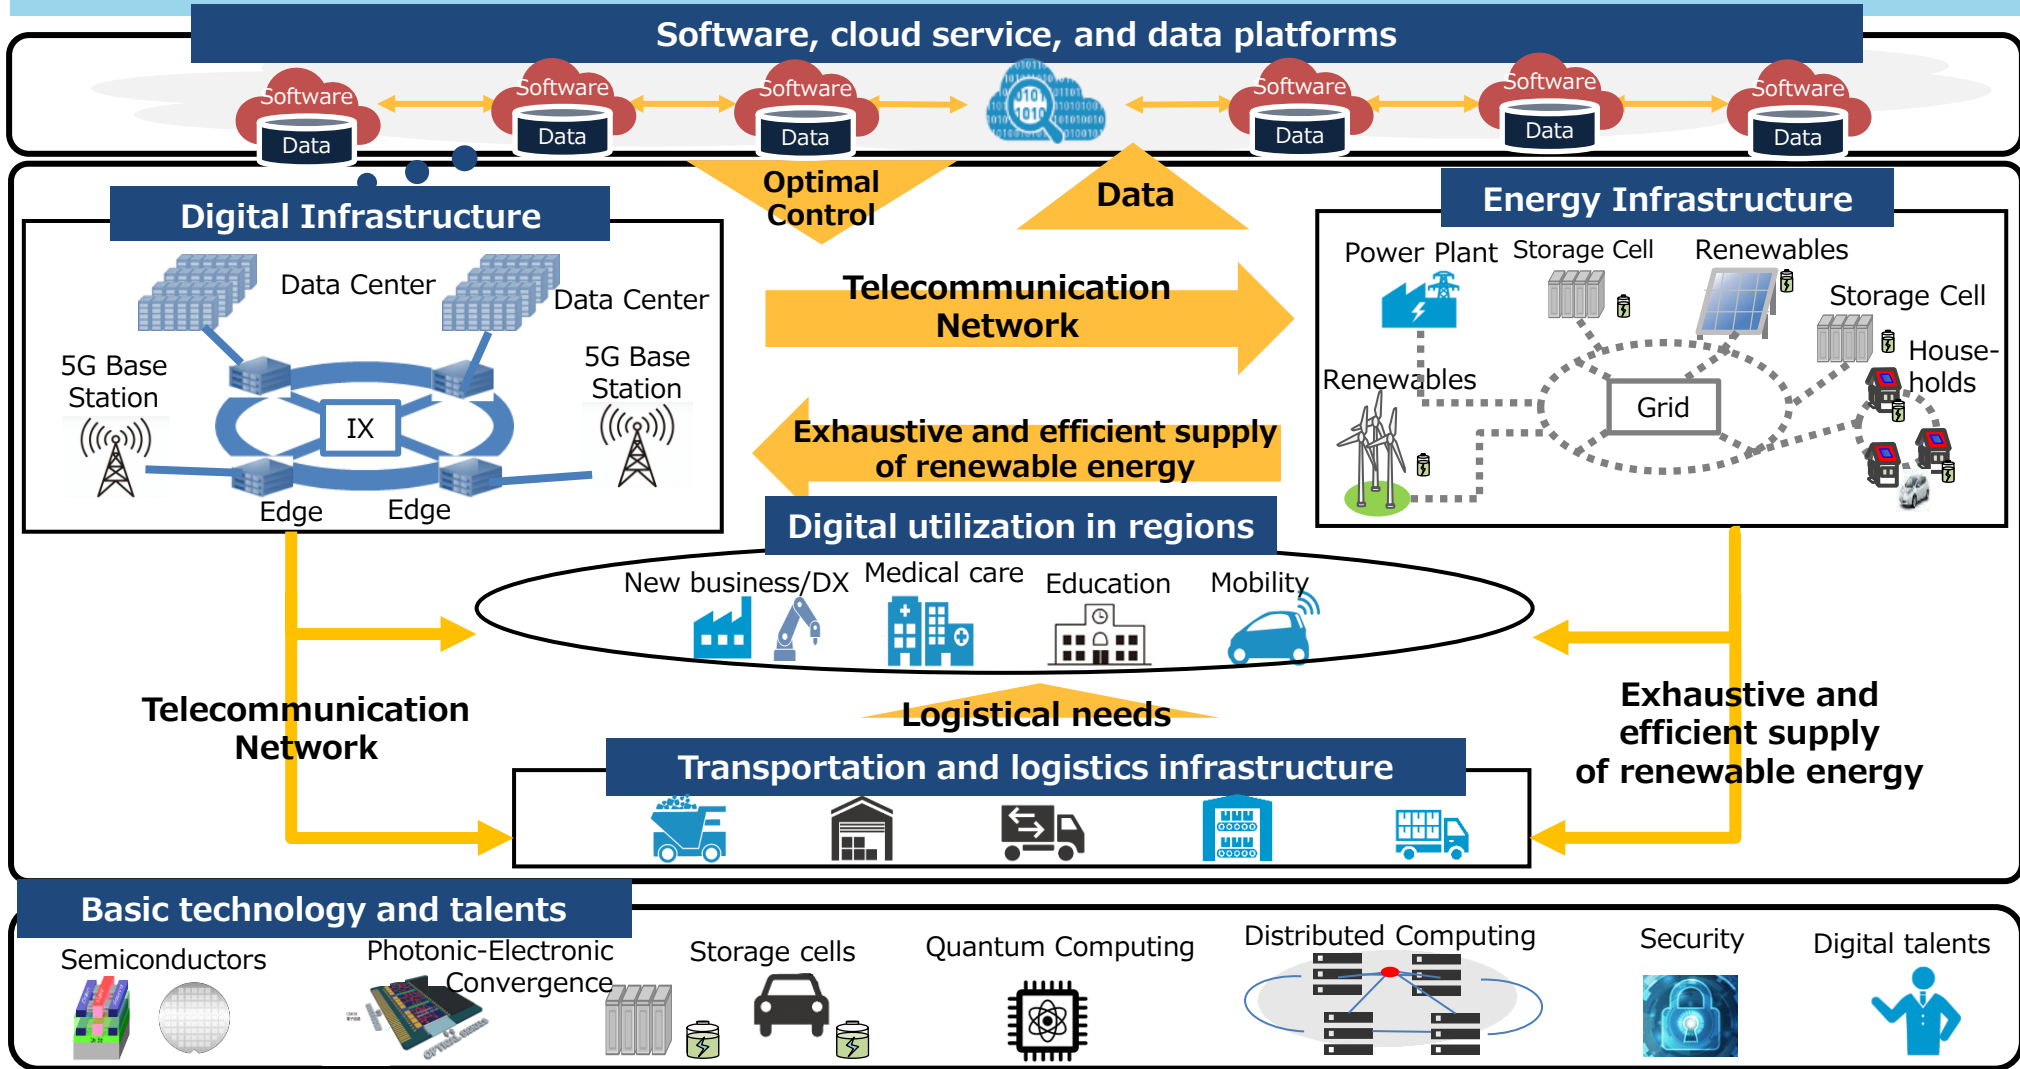 Software, cloud service, and data platforms
Software
Data
Software
Data
Software
Data
Software
Data
Software
Data
Software
Data
Optimal
Control
Data
Digital Infrastructure
Data Center
Data Center
5G Base
Station
5G Base
Station
IX
Edge
Edge
Telecommunication
Network
Exhaustive and efficient supply
of renewable energy
Energy Infrastructure
Power Plant
Storage Cell
Renewables
Storage Cell
House-
holds
Renewables
Grid
Digital utilization in regions
New business/DX
Medical care
Education
Mobility
Telecommunication
Network
Logistical needs
Exhaustive and
efficient supply
of renewable energy
Transportation and logistics infrastructure
Basic technology and talents
Semiconductors
Photonic-Electronic
Convergence
Storage cells
Quantum Computing
Distributed Computing
Security
Digital talents